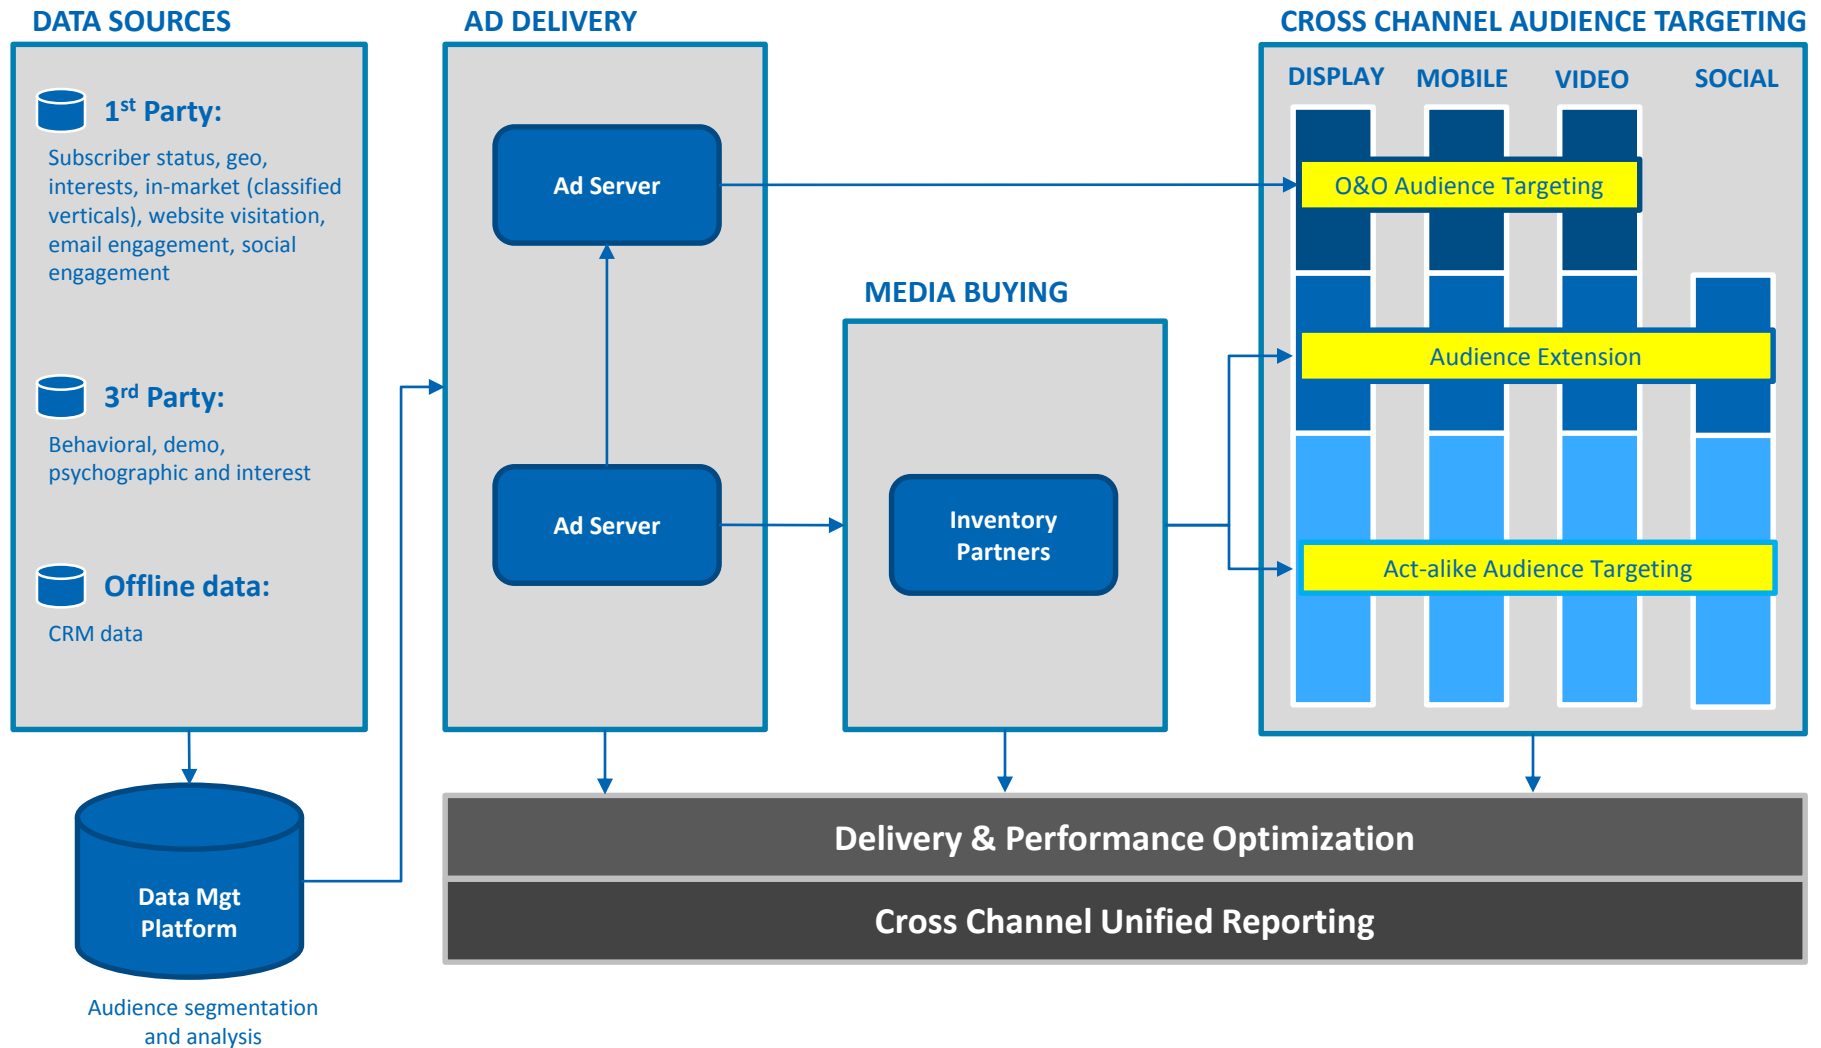 DATA SOURCES
1st Party:
Subscriber status, geo,
interests, in-market (classified
verticals), website visitation,
email engagement, social
engagement
3rd Party:
Behavioral, demo,
psychographic and interest
Offline data:
CRM data
Data Mgt
Platform
Audience segmentation
and analysis
AD DELIVERY
Ad Server
Ad Server
MEDIA BUYING
Inventory
Partners
CROSS CHANNEL AUDIENCE TARGETING
DISPLAY MOBILE VIDEO SOCIAL
O&O Audience Targeting
Audience Extension
Act-alike Audience Targeting
Delivery & Performance Optimization
Cross Channel Unified Reporting